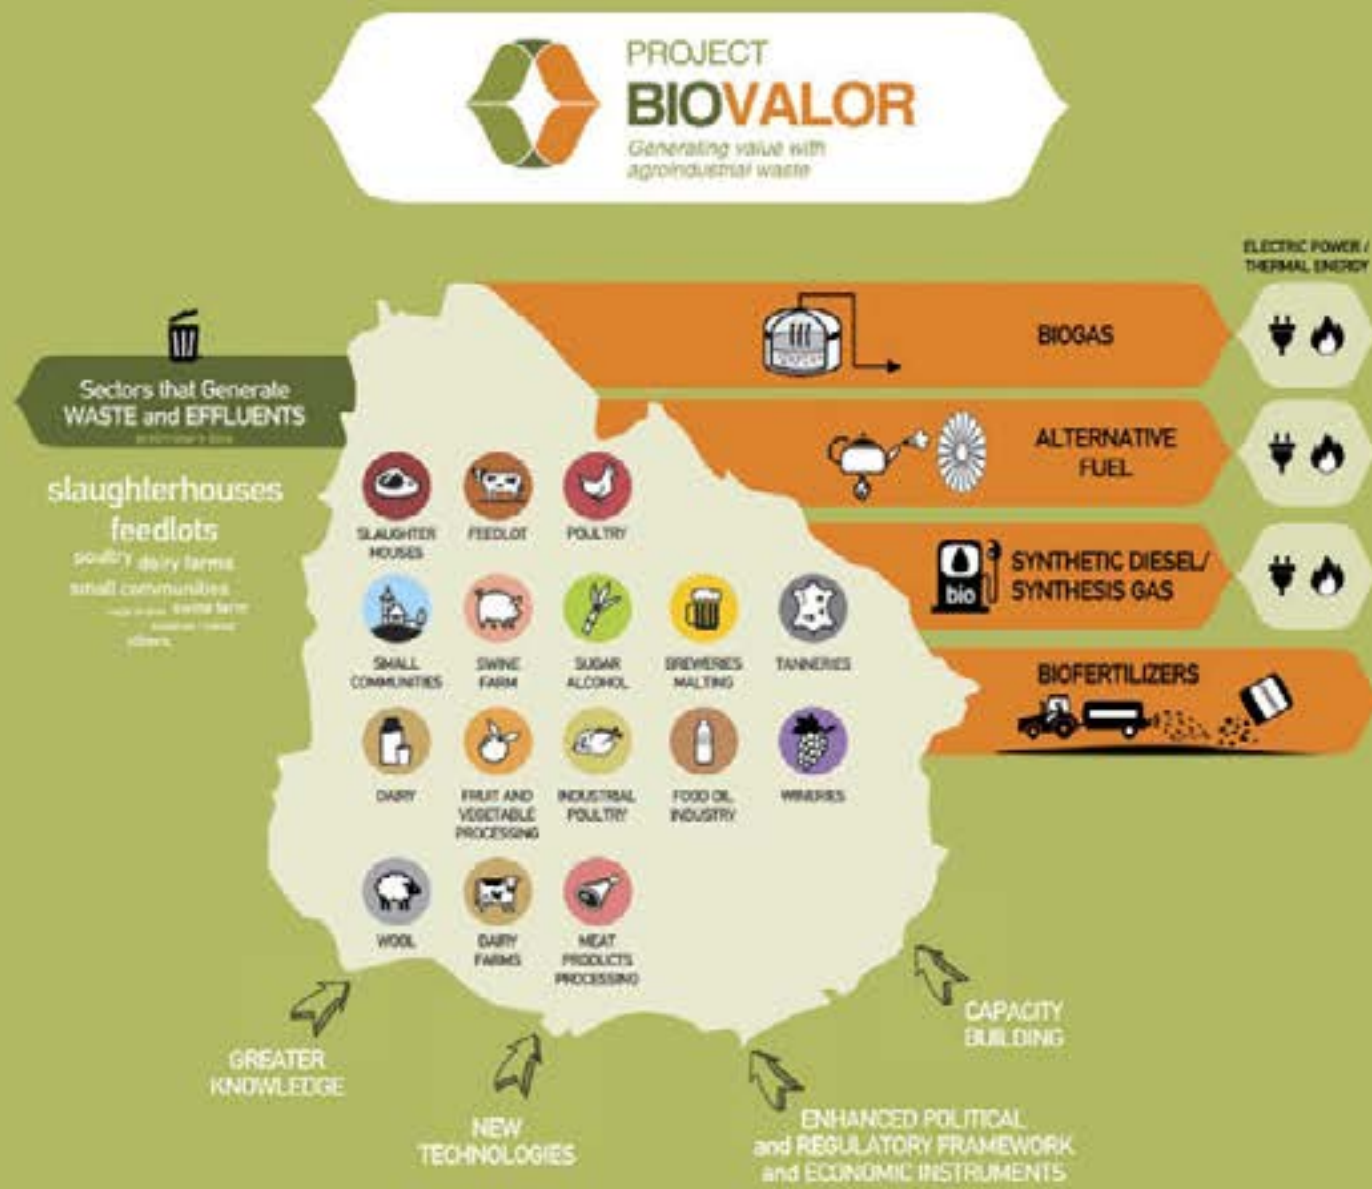 PROJECT
BIOVALOR
Generating value with
agroindustrial waste
ELECTRIC POWER /
THERMAL ENERGY
BIOGAS
ALTERNATIVE
FUEL
bio
SYNTHETIC DIESEL/
SYNTHESIS GAS
BIOFERTILIZERS
Sectors that Generate
WASTE and EFFLUENTS
slaughterhouses
feedlots
poultry dairy farms
small communities
swine farm
others
SLAUGHTER
HOUSES
FEEDLOT
POULTRY
SMALL
COMMUNITIES
SWINE
FARM
SUGAR
ALCOHOL
BREWERIES
MALTING
TANNERIES
DAIRY
FRUIT AND
VEGETABLE
PROCESSING
INDUSTRIAL
POULTRY
FOOD OIL
INDUSTRY
WINERIES
WOOL
DAIRY
FARMS
MEAT
PRODUCTS
PROCESSING
GREATER
KNOWLEDGE
NEW
TECHNOLOGIES
ENHANCED POLITICAL
and REGULATORY FRAMEWORK
and ECONOMIC INSTRUMENTS
CAPACITY
BUILDING